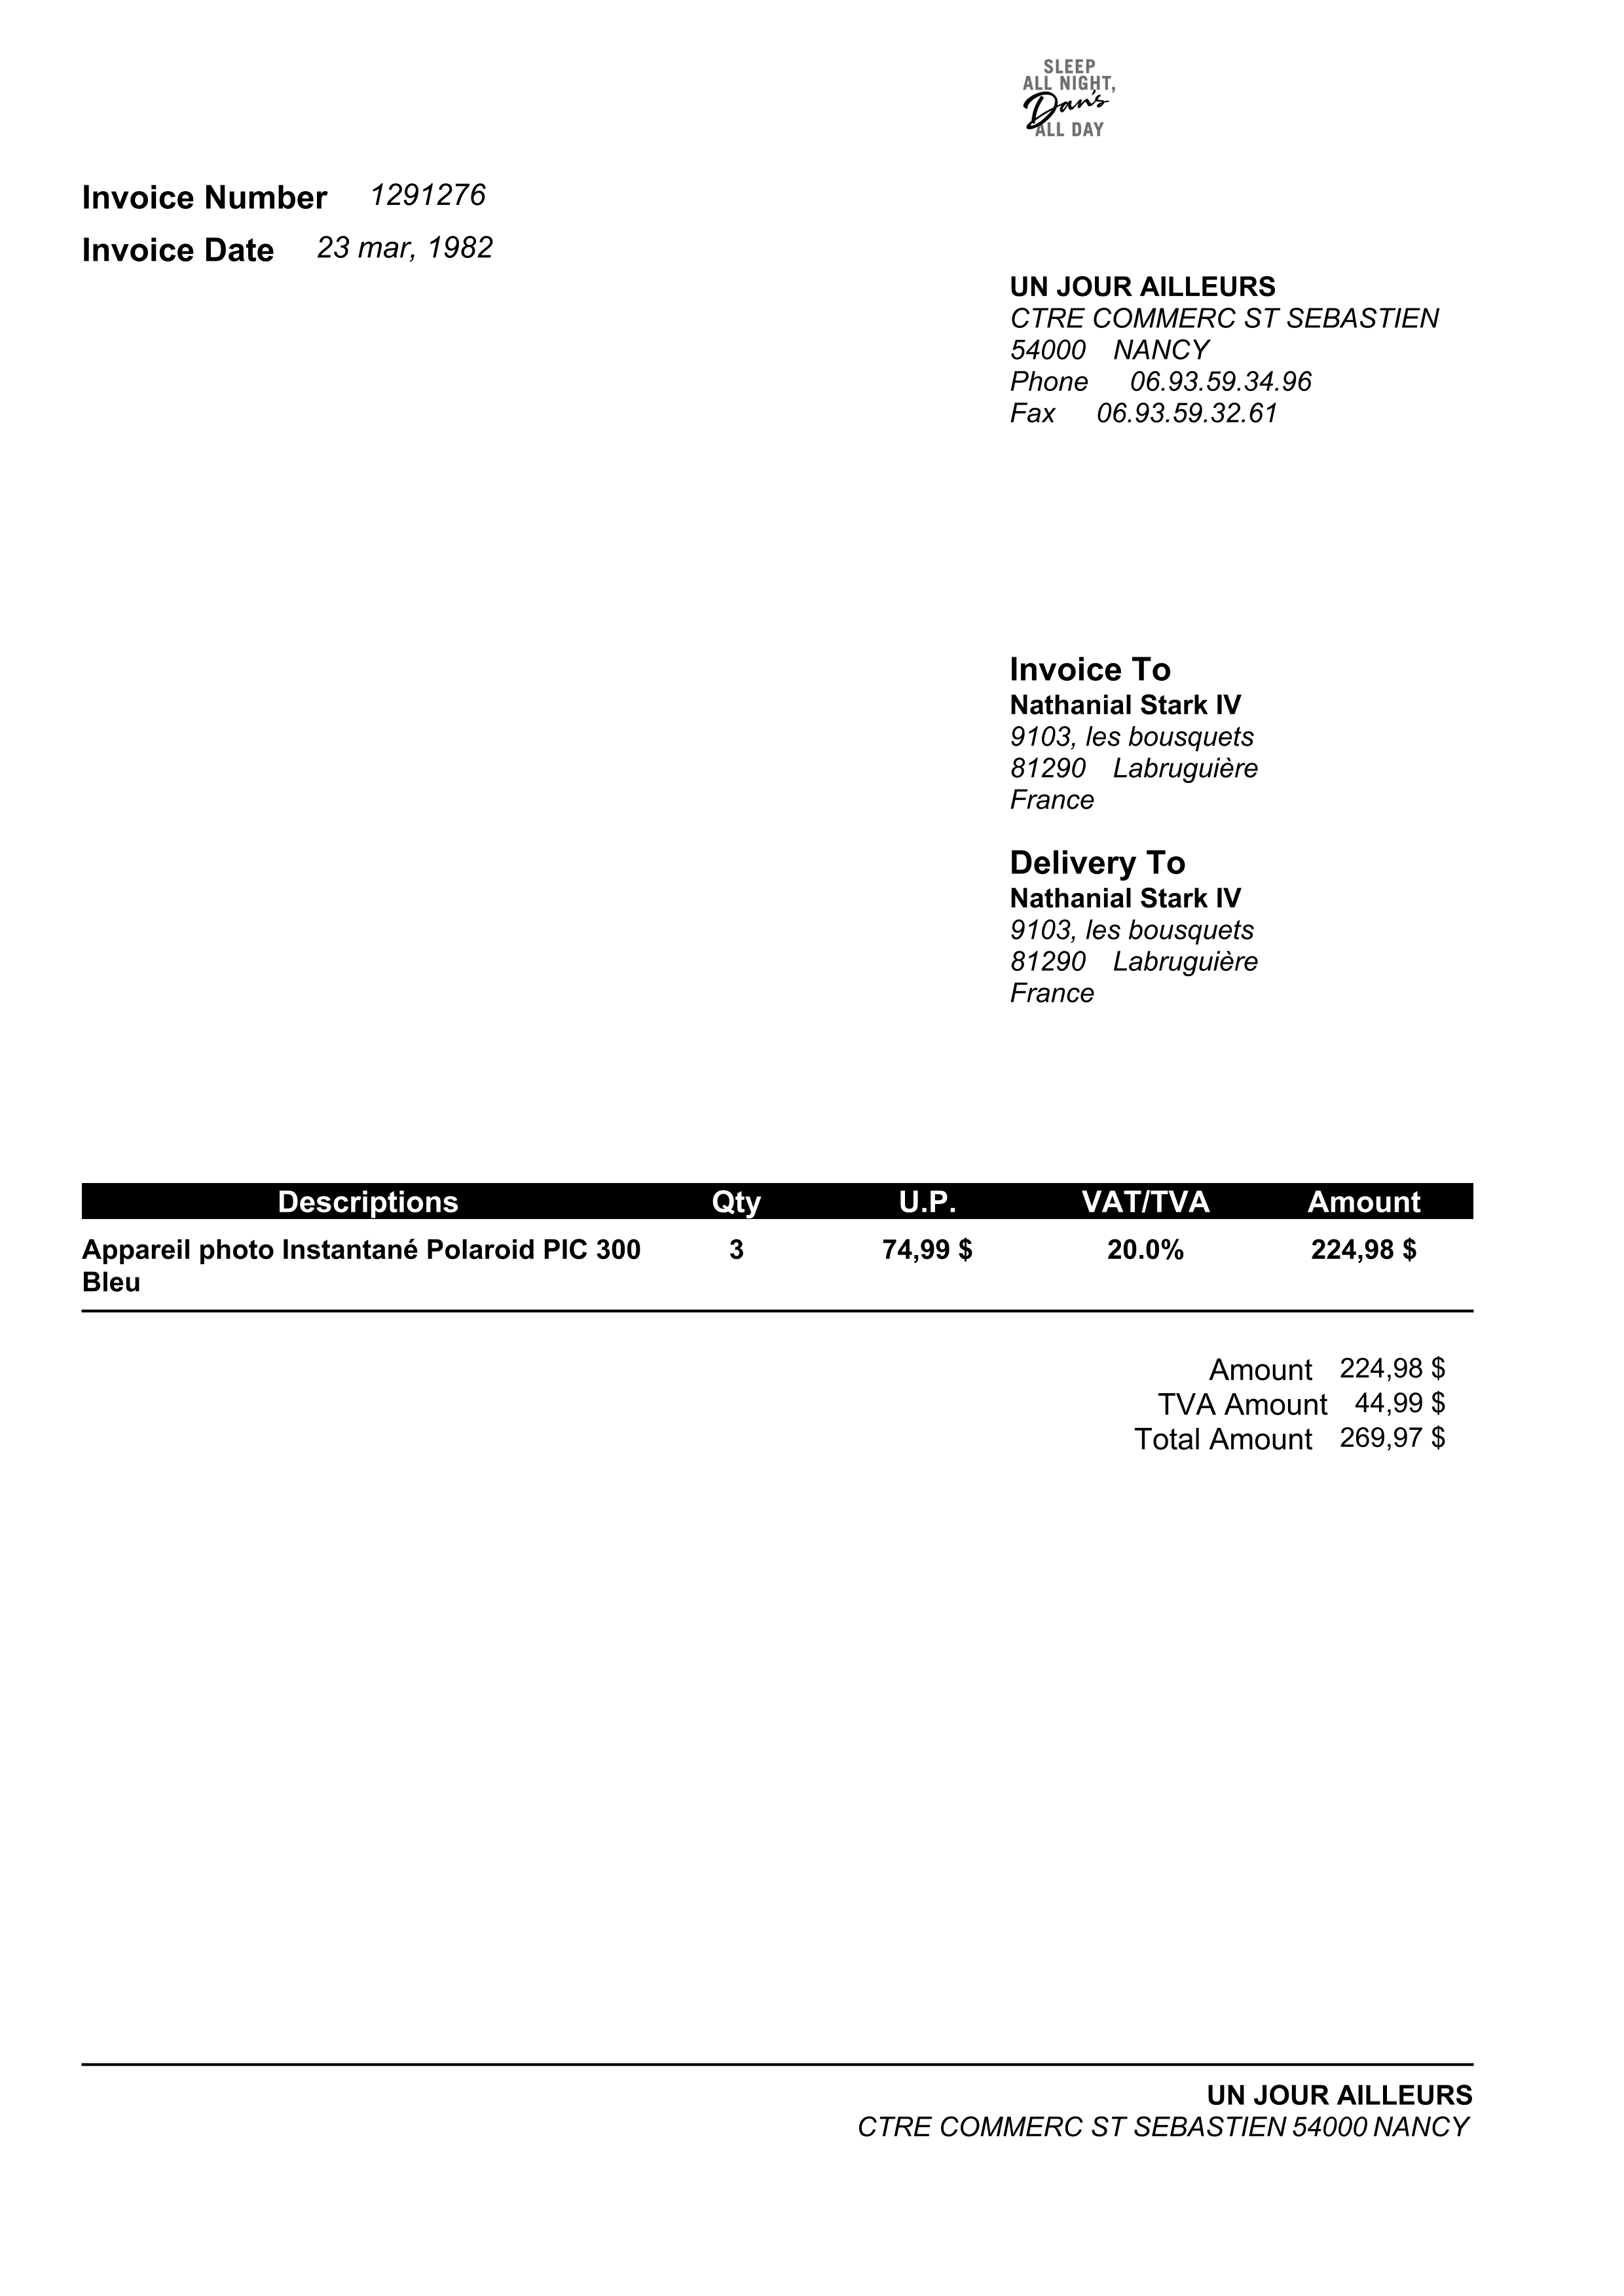 SLEEP
ALL NIGHT,
Dan's
ALL DAY
Invoice Number 1291276
Invoice Date 23 mar, 1982
UN JOUR AILLEURS
CTRE COMMERC ST SEBASTIEN
54000 NANCY
Phone 06.93.59.34.96
Fax 06.93.59.32.61
Invoice To
Nathanial Stark IV
9103, les bousquets
81290 Labruguière
France
Delivery To
Nathanial Stark IV
9103, les bousquets
81290 Labruguière
France
Descriptions Qty U.P. VAT/TVA Amount
Appareil photo Instantané Polaroid PIC 300 3 74,99 $ 20.0% 224,98 $
Bleu
Amount 224,98 $
TVA Amount 44,99 $
Total Amount 269,97 $
UN JOUR AILLEURS
CTRE COMMERC ST SEBASTIEN 54000 NANCY